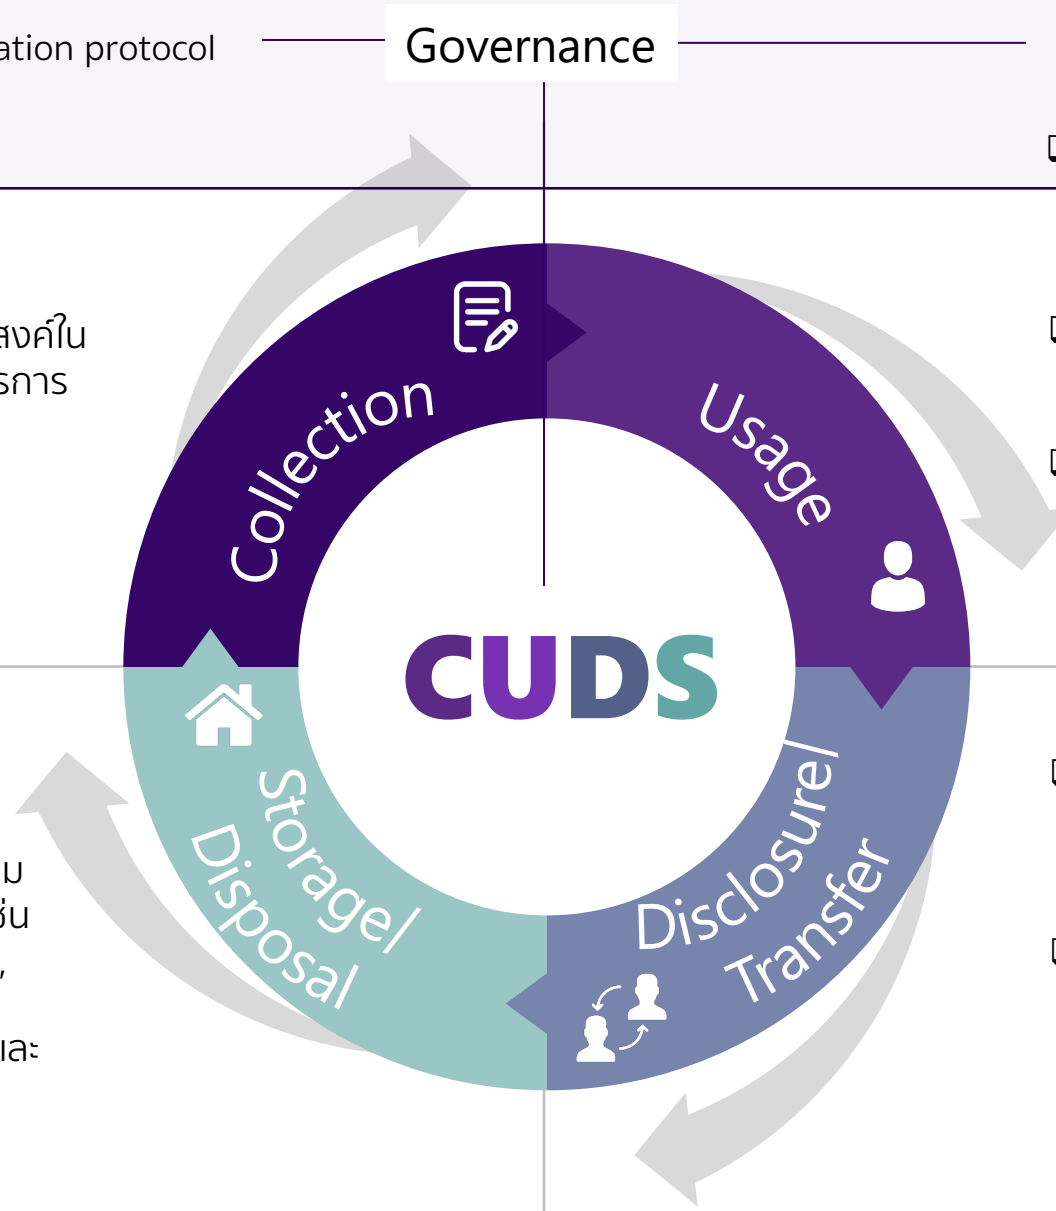 ation protocol
Governance
สงค์ใน
รการ
Collection
Usage
CUDS
Storage/
Disposal
Disclosure/
Transfer
ม
ช่น
,
และ